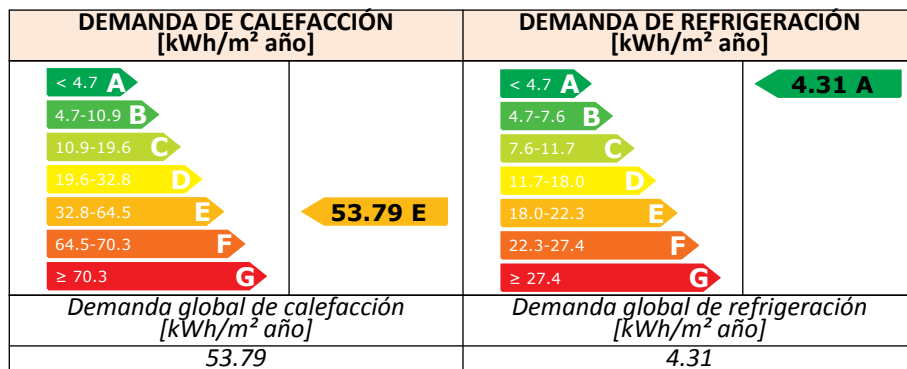 DEMANDA DE CALEFACCIÓN
[kWh/m² año]
DEMANDA DE REFRIGERACIÓN
[kWh/m² año]
< 4.7 A
4.7-10.9 B
10.9-19.6 C
19.6-32.8 D
32.8-64.5 E
64.5-70.3 F
≥ 70.3 G
53.79 E
< 4.7 A
4.7-7.6 B
7.6-11.7 C
11.7-18.0 D
18.0-22.3 E
22.3-27.4 F
≥ 27.4 G
4.31 A
Demanda global de calefacción
[kWh/m² año]
Demanda global de refrigeración
[kWh/m² año]
53.79
4.31